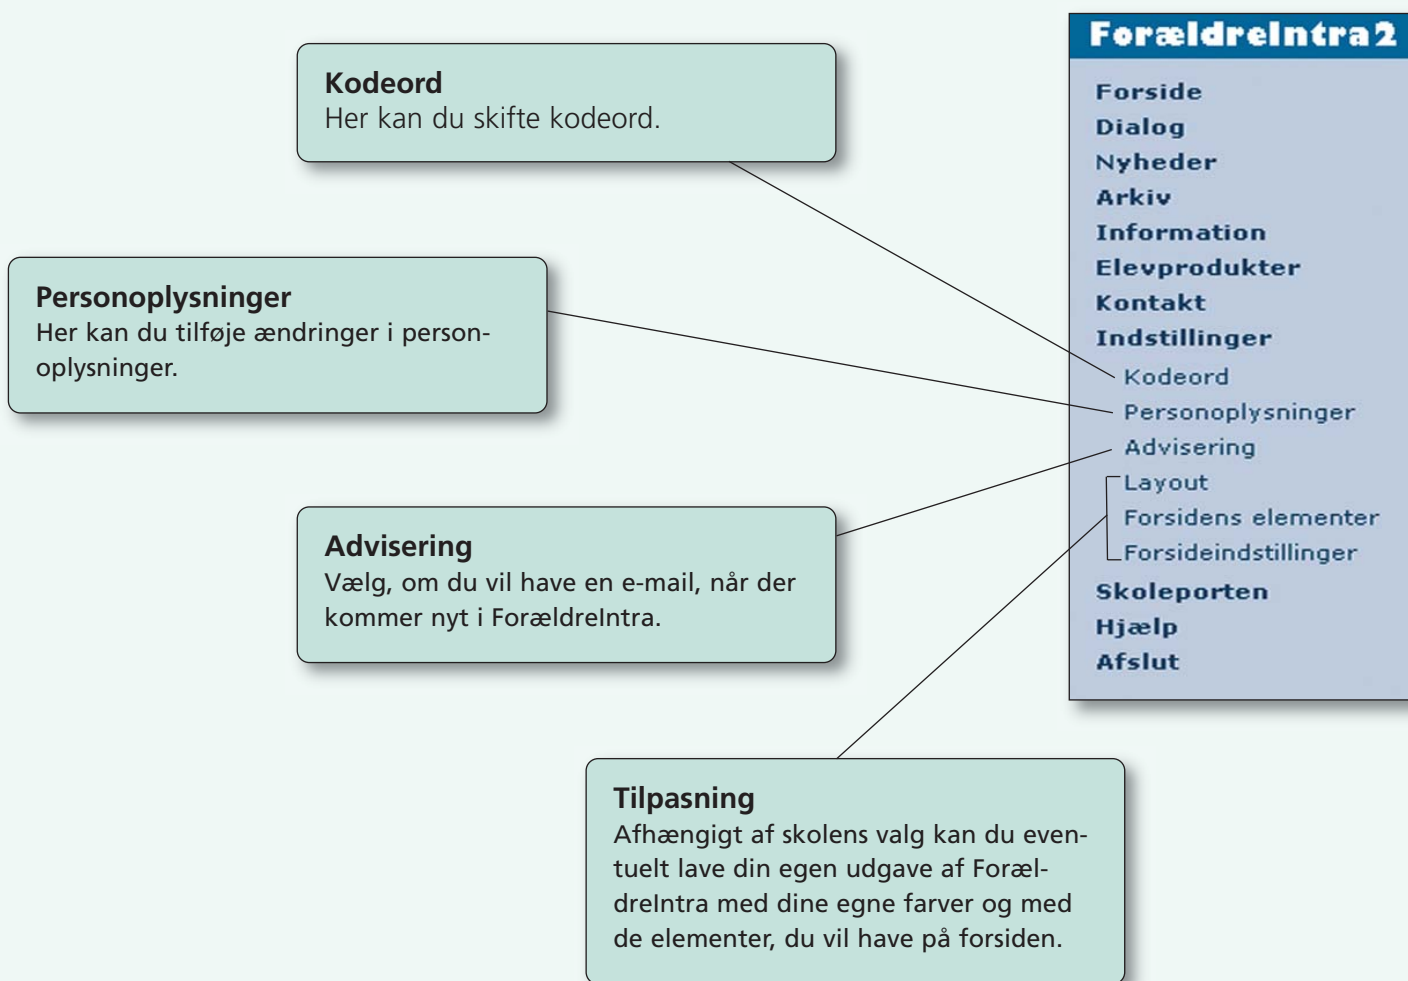 Kodeord
Her kan du skifte kodeord.
Personoplysninger
Her kan du tilføje ændringer i person-
oplysninger.
Advisering
Vælg, om du vil have en e-mail, når der
kommer nyt i ForældreIntra.
Tilpasning
Afhængigt af skolens valg kan du even-
tuelt lave din egen udgave af Foræl-
dreIntra med dine egne farver og med
de elementer, du vil have på forsiden.
ForældreIntra2
Forside
Dialog
Nyheder
Arkiv
Information
Elevprodukter
Kontakt
Indstillinger
Kodeord
Personoplysninger
Advisering
Layout
Forsidens elementer
Forsideindstillinger
Skoleporten
Hjælp
Afslut